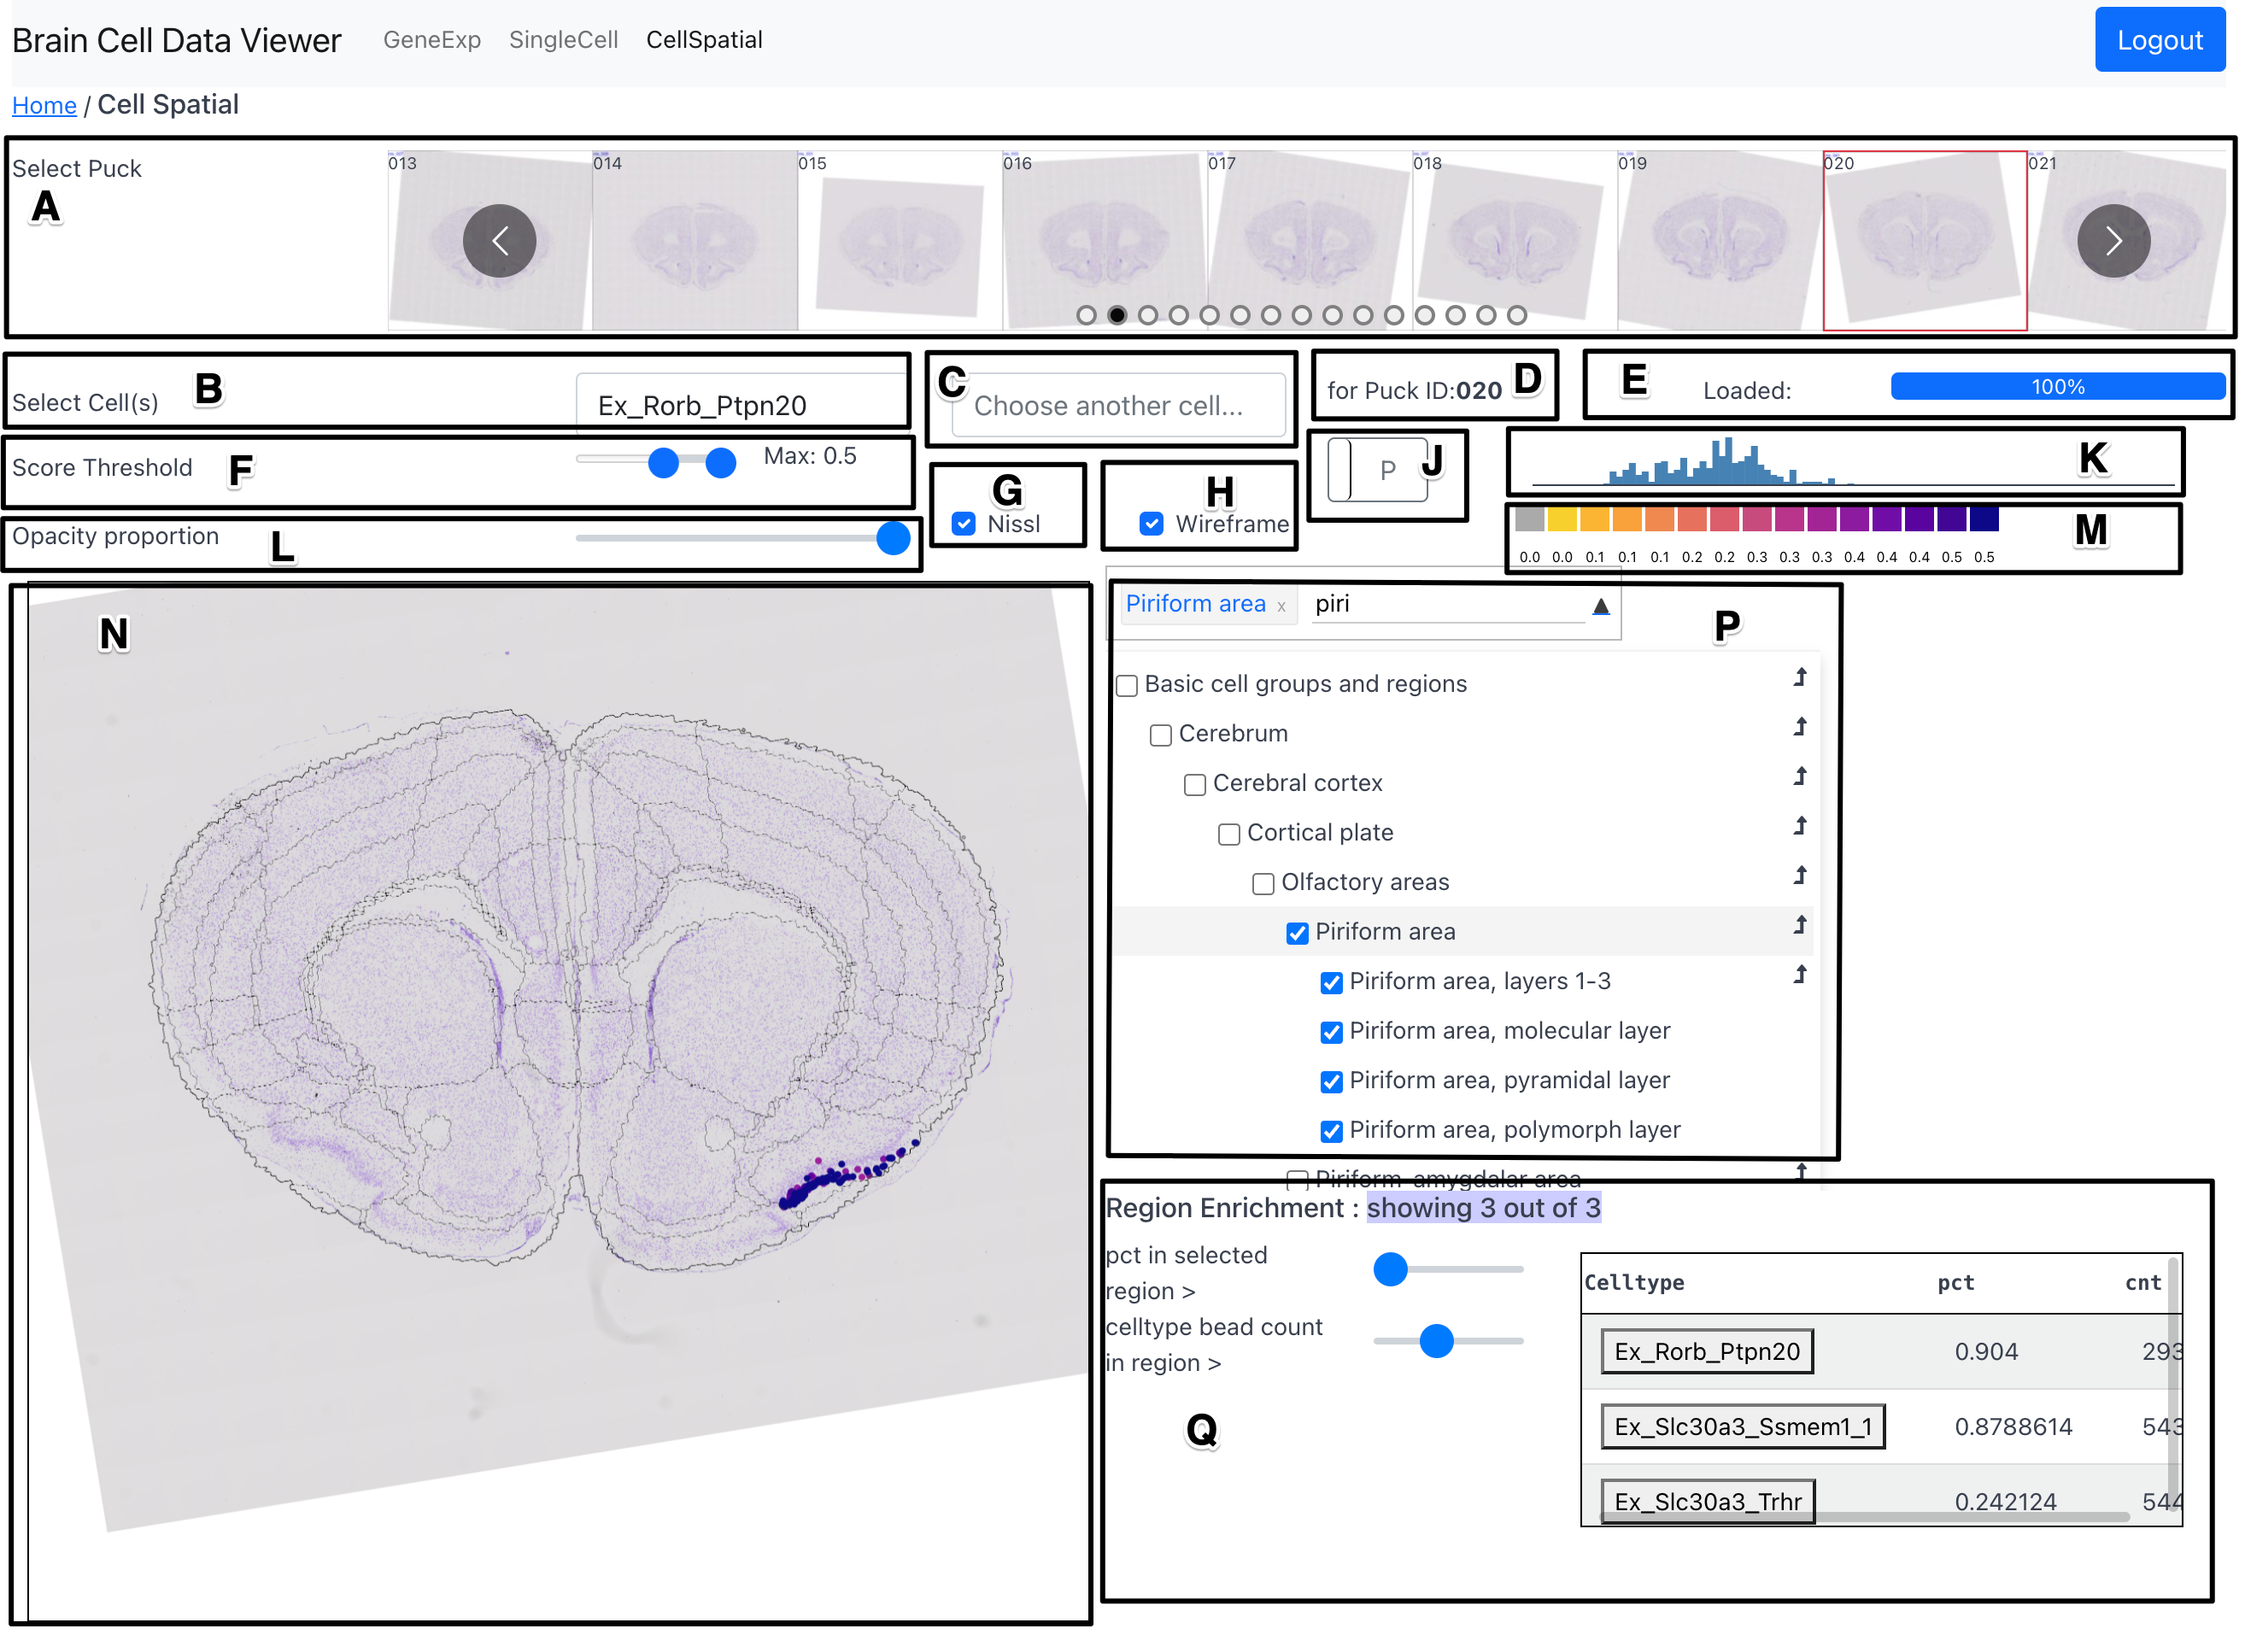 Brain Cell Data Viewer GeneExp SingleCell CellSpatial Logout
Home / Cell Spatial
Select Puck 013 014 015 016 017 018 019 020 021
A
B C D E
Select Cell(s) Ex_Rorb_Ptpn20 Choose another cell... for Puck ID:020 Loaded: 100%
Score Threshold F Max: 0.5 G H P J K
Nissl Wireframe
Opacity proportion L M
0.0 0.0 0.1 0.1 0.1 0.2 0.2 0.3 0.3 0.3 0.4 0.4 0.4 0.5 0.5
N
Piriform area x piri P
Basic cell groups and regions
Cerebrum
Cerebral cortex
Cortical plate
Olfactory areas
Piriform area
Piriform area, layers 1-3
Piriform area, molecular layer
Piriform area, pyramidal layer
Piriform area, polymorph layer
Piriform-amygdalar area
Region Enrichment : showing 3 out of 3
pct in selected
region >
celltype bead count
in region >
Q
Celltype pct cnt
Ex_Rorb_Ptpn20 0.904 293
Ex_Slc30a3_Ssmem1_1 0.8788614 543
Ex_Slc30a3_Trhr 0.242124 544